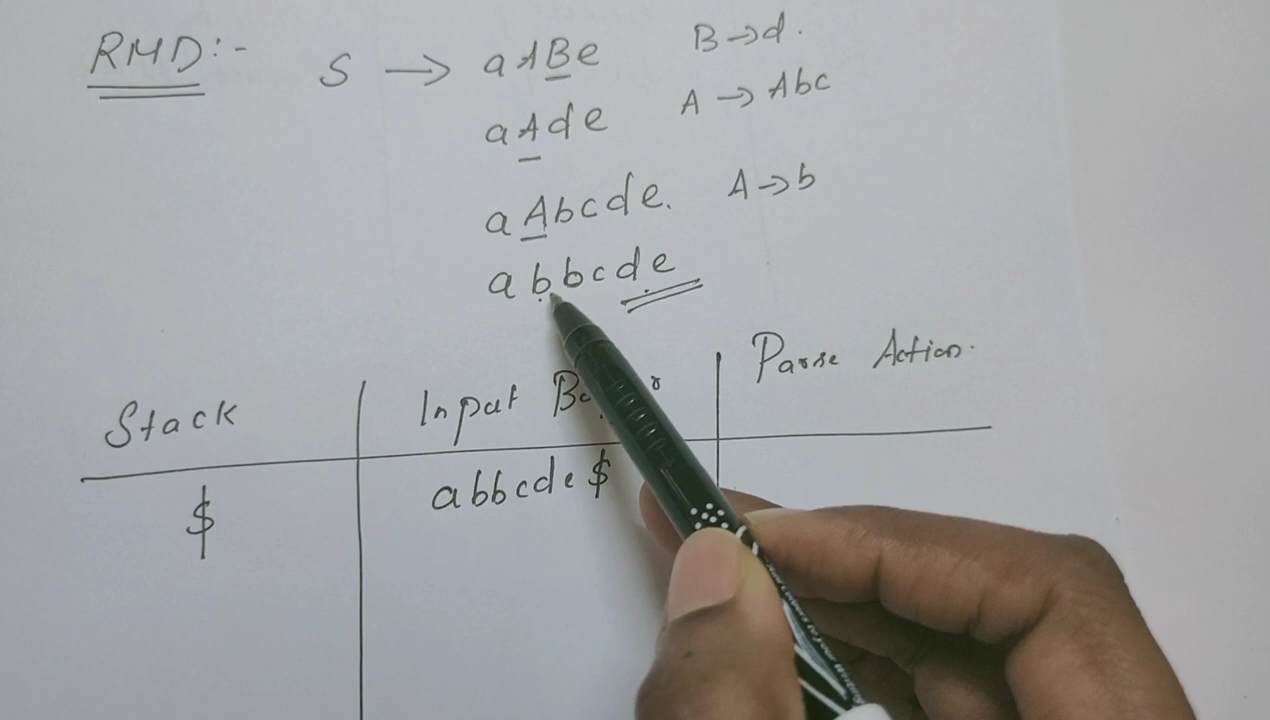 RMD:- S → aABe B→d.
aAde A → Abc
aAbcde. A→b
abbcde
Stack Input Parse Action.
$ abbcde$